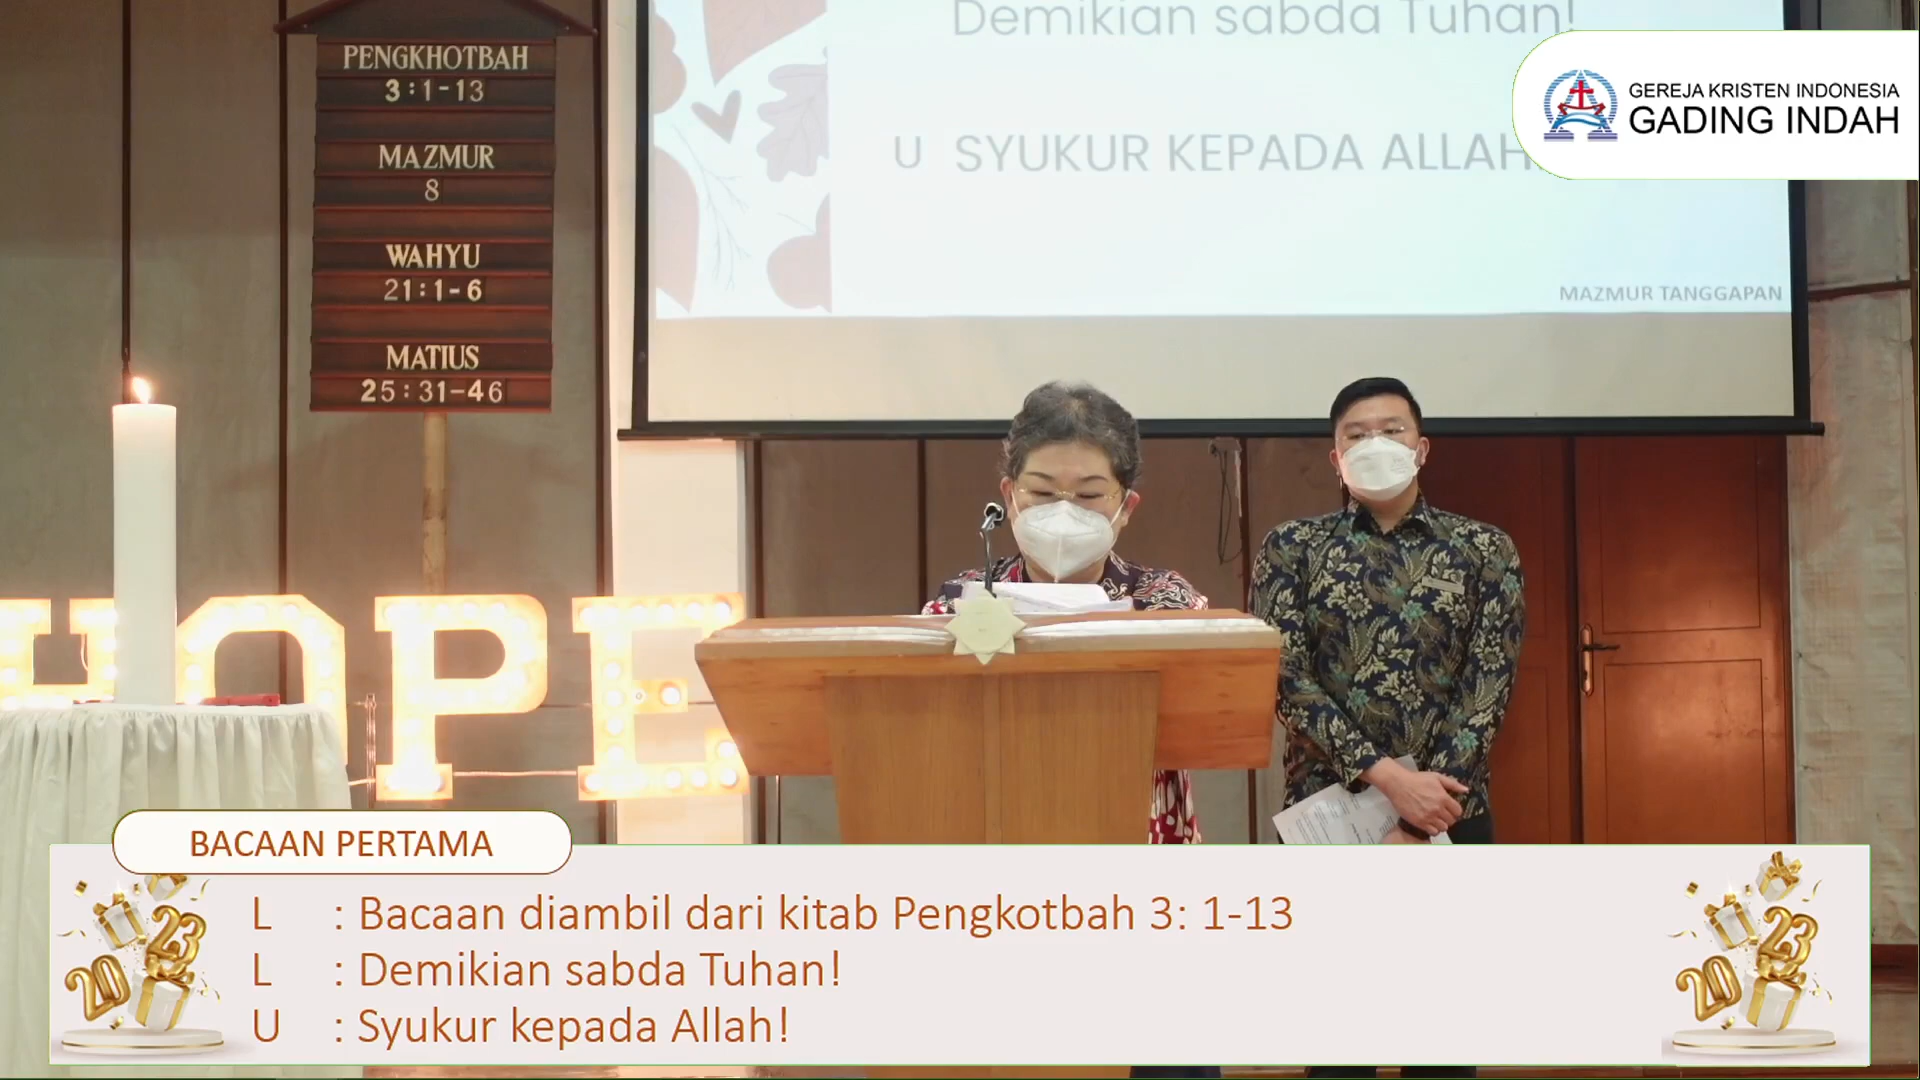 PENGKHOTBAH
3:1-13
MAZMUR
8
WAHYU
21:1-6
MATIUS
25:31-46
Demikian sabda Tuhan!
U SYUKUR KEPADA ALLAH
MAZMUR TANGGAPAN
GEREJA KRISTEN INDONESIA
GADING INDAH
HOPE
BACAAN PERTAMA
L : Bacaan diambil dari kitab Pengkotbah 3: 1-13
L : Demikian sabda Tuhan!
U : Syukur kepada Allah!
2023
2023